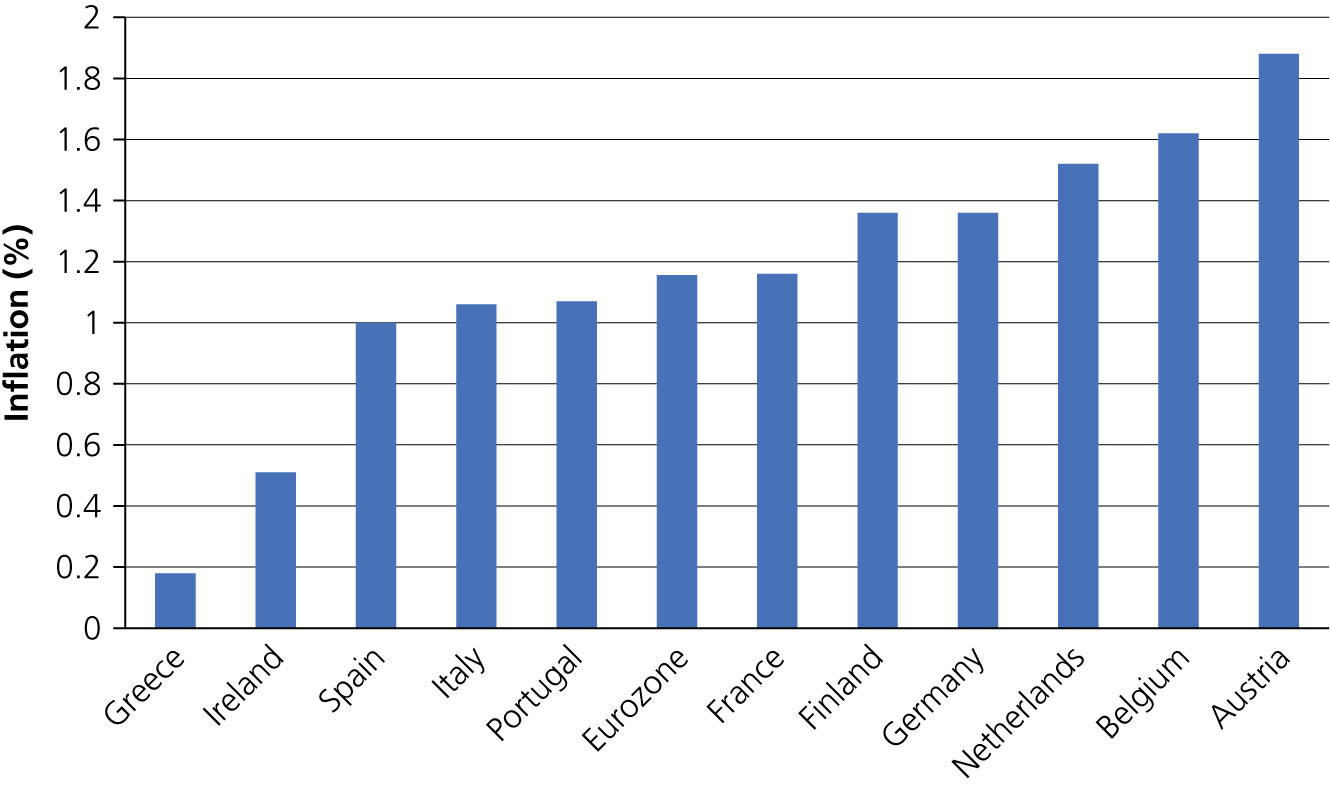 Inflation (%)
2
1.8
1.6
1.4
1.2
1
0.8
0.6
0.4
0.2
0
Greece
Ireland
Spain
Italy
Portugal
Eurozone
France
Finland
Germany
Netherlands
Belgium
Austria